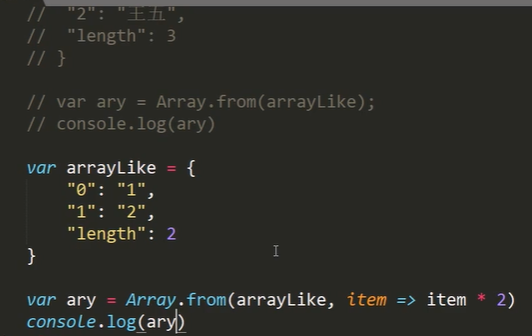 //     "2": "王五",
//     "length": 3
// }
// var ary = Array.from(arrayLike);
// console.log(ary)
var arrayLike = {
    "0": "1",
    "1": "2",
    "length": 2
}
var ary = Array.from(arrayLike, item => item * 2)
console.log(ary)